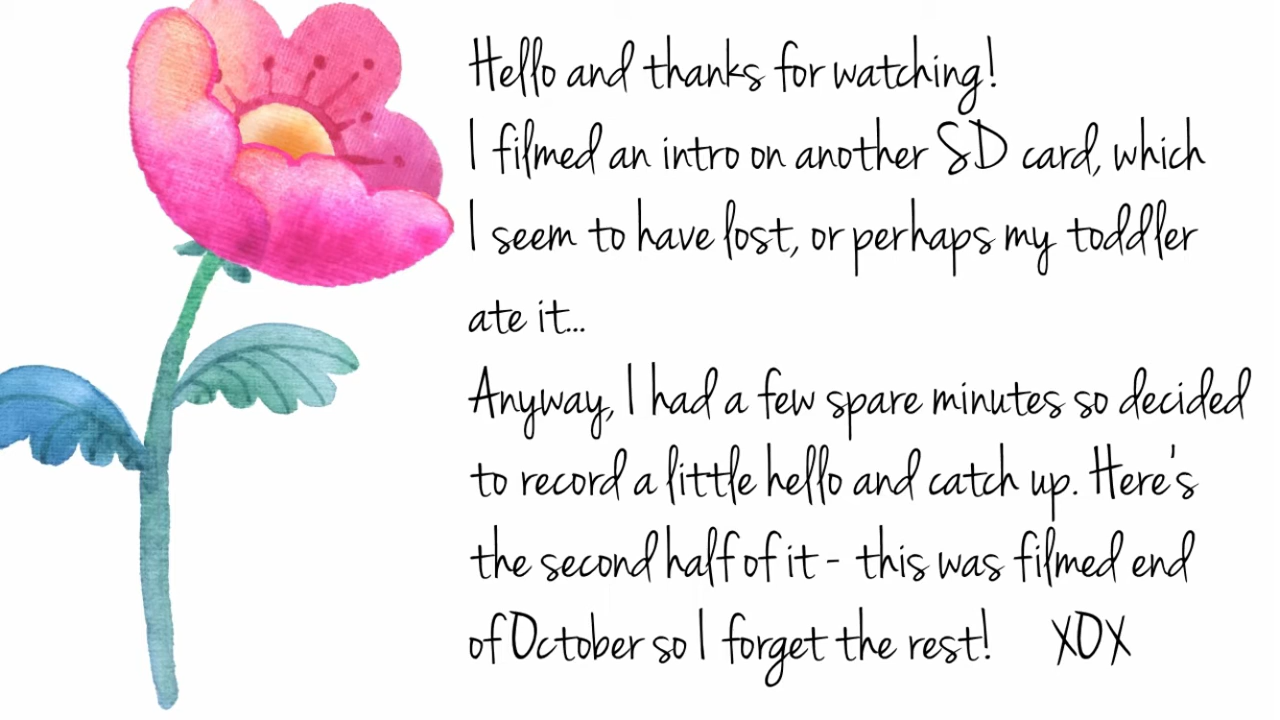 Hello and thanks for watching!
I filmed an intro on another SD card, which
I seem to have lost, or perhaps my toddler
ate it...
Anyway, I had a few spare minutes so decided
to record a little hello and catch up. Here's
the second half of it - this was filmed end
of October so I forget the rest! XOX